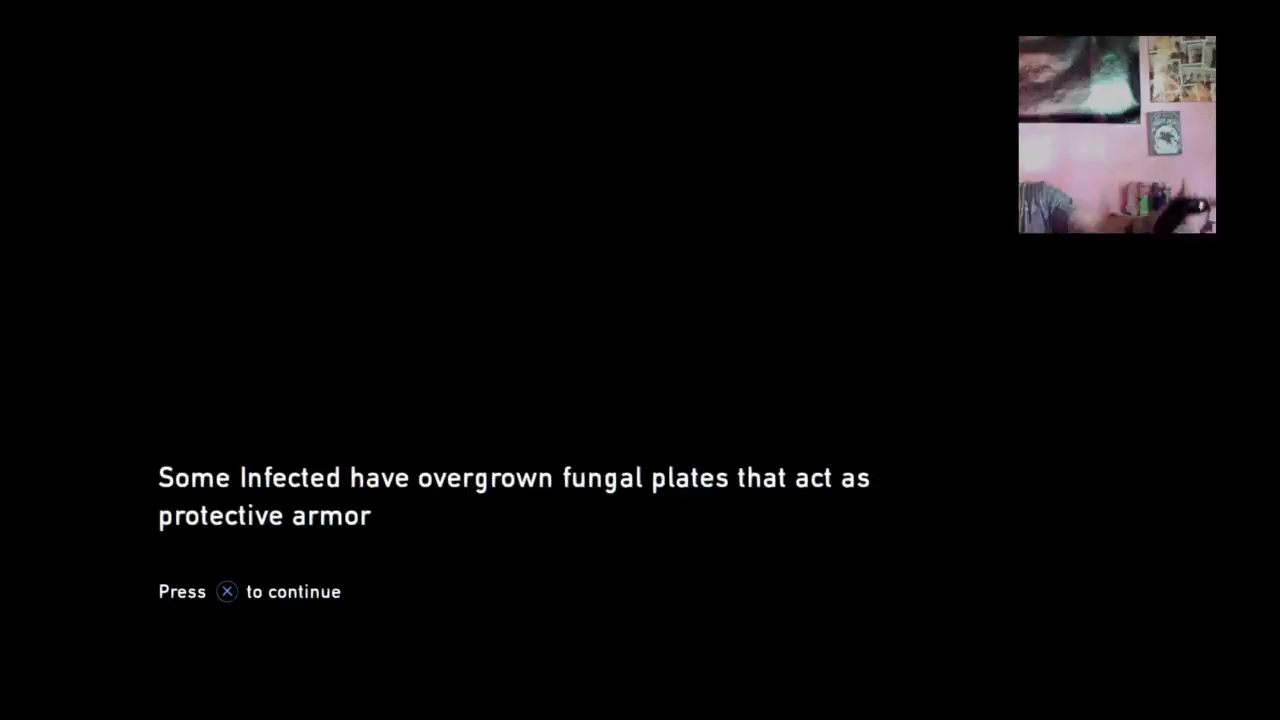 Some Infected have overgrown fungal plates that act as
protective armor
Press ⓧ to continue